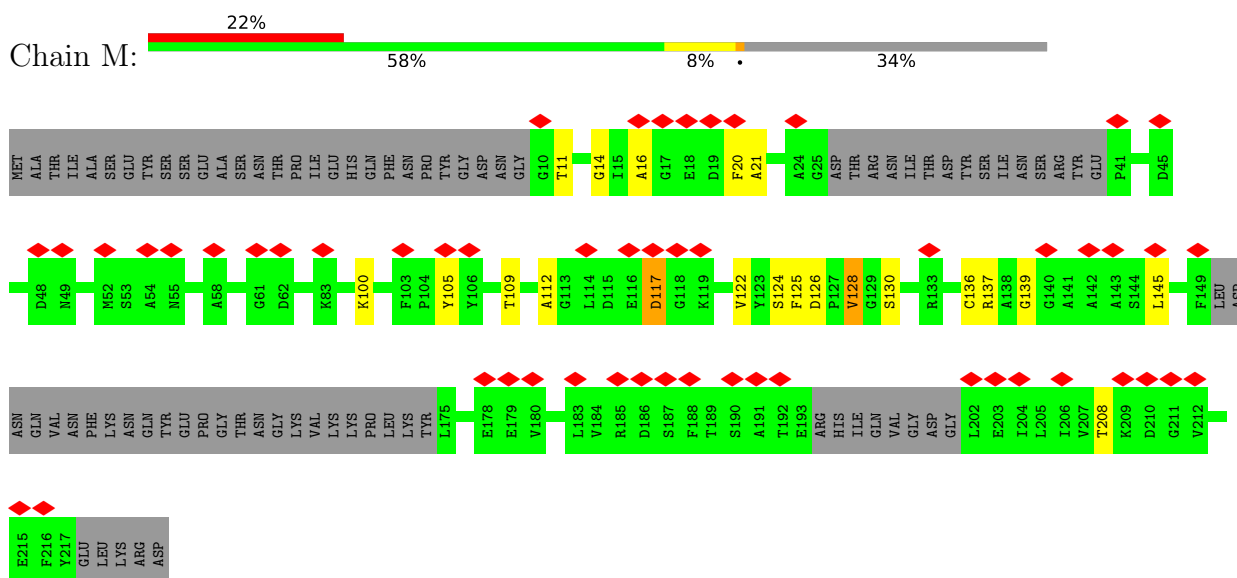 22%
Chain M:
58% 8% • 34%
MET ALA THR ILE ALA SER GLU TYR SER SER GLU ALA SER ASN THR PRO ILE GLU HIS GLN PHE ASN PRO TYR GLY ASP ASN GLY G10 T11 G14 I15 A16 G17 E18 D19 F20 A21 A24 G25 ASP THR ARG ASN ILE THR ASP TYR SER ILE ASN SER ARG TYR GLU P41 D45
D48 N49 M52 S53 A54 N55 A58 G61 D62 K83 K100 F103 P104 Y105 Y106 T109 A112 G113 L114 D115 E116 D117 G118 K119 V122 Y123 S124 F125 D126 P127 V128 G129 S130 R133 C136 R137 A138 G139 G140 A141 A142 A143 S144 L145 F149 LEU ASP
ASN GLN VAL ASN PHE LYS ASN GLN TYR GLU PRO GLY THR ASN GLY LYS VAL LYS LYS PRO LEU LYS TYR L175 E178 E179 V180 L183 V184 R185 D186 S187 F188 T189 S190 A191 T192 E193 ARG HIS ILE GLN VAL GLY ASP GLY L202 E203 I204 L205 I206 V207 T208 K209 D210 G211 V212
E215 F216 Y217 GLU LEU LYS ARG ASP